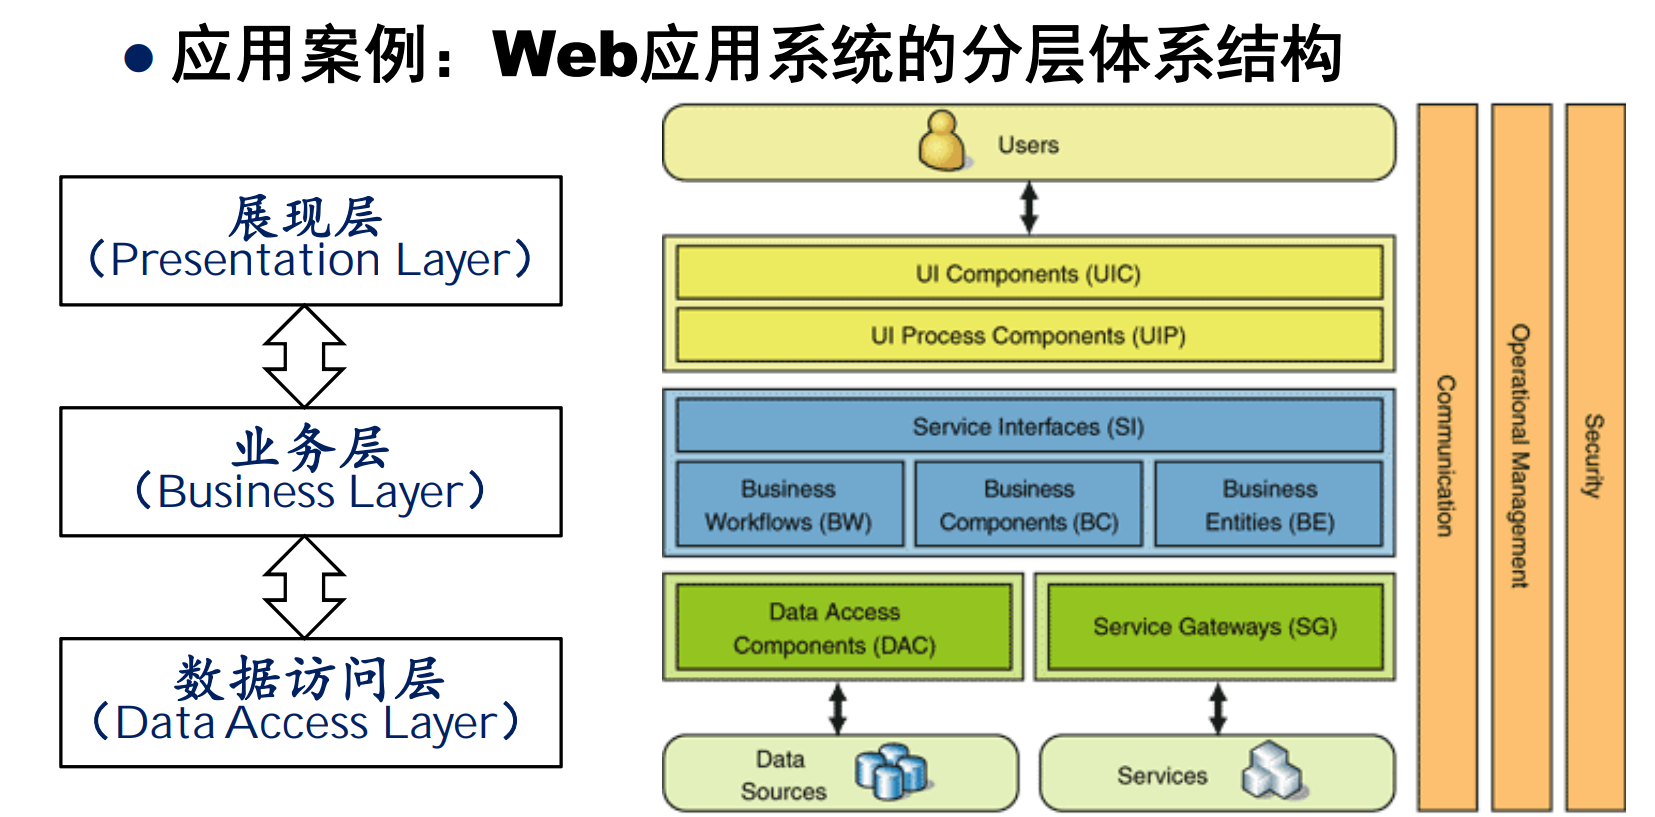 应用案例：Web应用系统的分层体系结构
展现层
（Presentation Layer）
业务层
（Business Layer）
数据访问层
（Data Access Layer）
Users
UI Components (UIC)
UI Process Components (UIP)
Service Interfaces (SI)
Business
Workflows (BW)
Business
Components (BC)
Business
Entities (BE)
Data Access
Components (DAC)
Service Gateways (SG)
Data
Sources
Services
Communication
Operational Management
Security